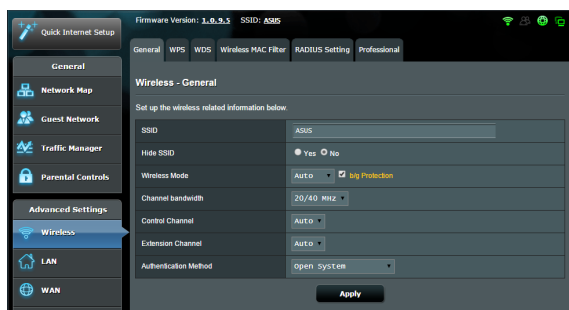 Quick Internet Setup
Firmware Version: 1.0.9.5 SSID: ASUS
General WPS WDS Wireless MAC Filter RADIUS Setting Professional
General
Network Map
Guest Network
Traffic Manager
Parental Controls
Advanced Settings
Wireless
LAN
WAN
Wireless - General
Set up the wireless related information below.
SSID ASUS
Hide SSID Yes No
Wireless Mode Auto b/g Protection
Channel bandwidth 20/40 MHz
Control Channel Auto
Extension Channel Auto
Authentication Method Open System
Apply